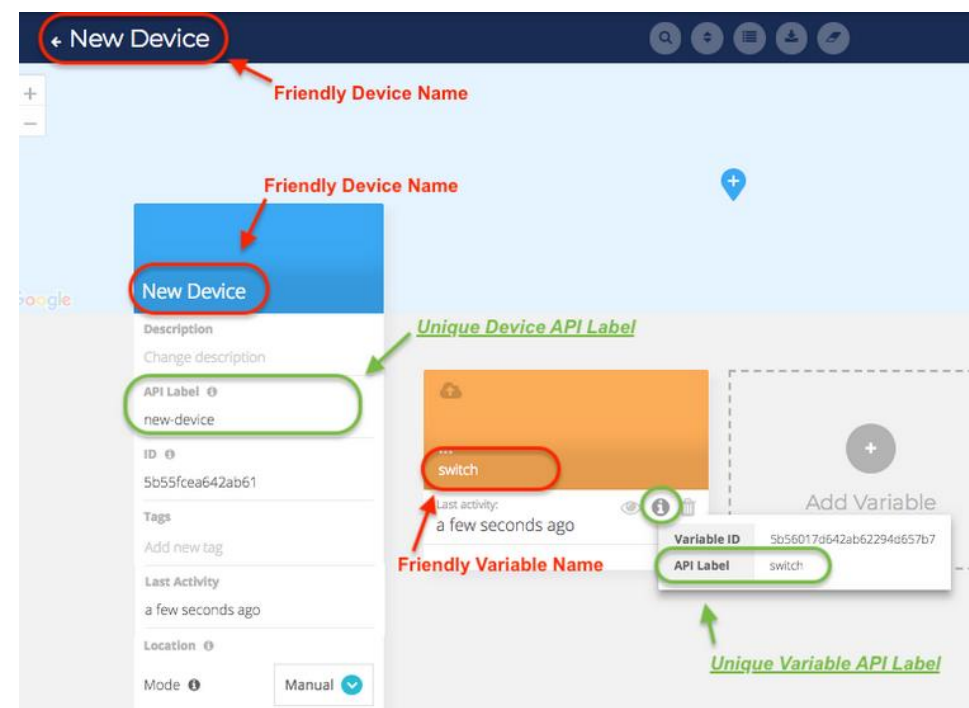 ← New Device
Friendly Device Name
+
−
Friendly Device Name
New Device
Google
Description
Change description
API Label
new-device
ID
5b55fcea642ab61
Tags
Add new tag
Last Activity
a few seconds ago
Location
Mode
Manual
Unique Device API Label
...
switch
Last activity:
a few seconds ago
Friendly Variable Name
Add Variable
Variable ID 5b56017d642ab62294d657b7
API Label switch
Unique Variable API Label